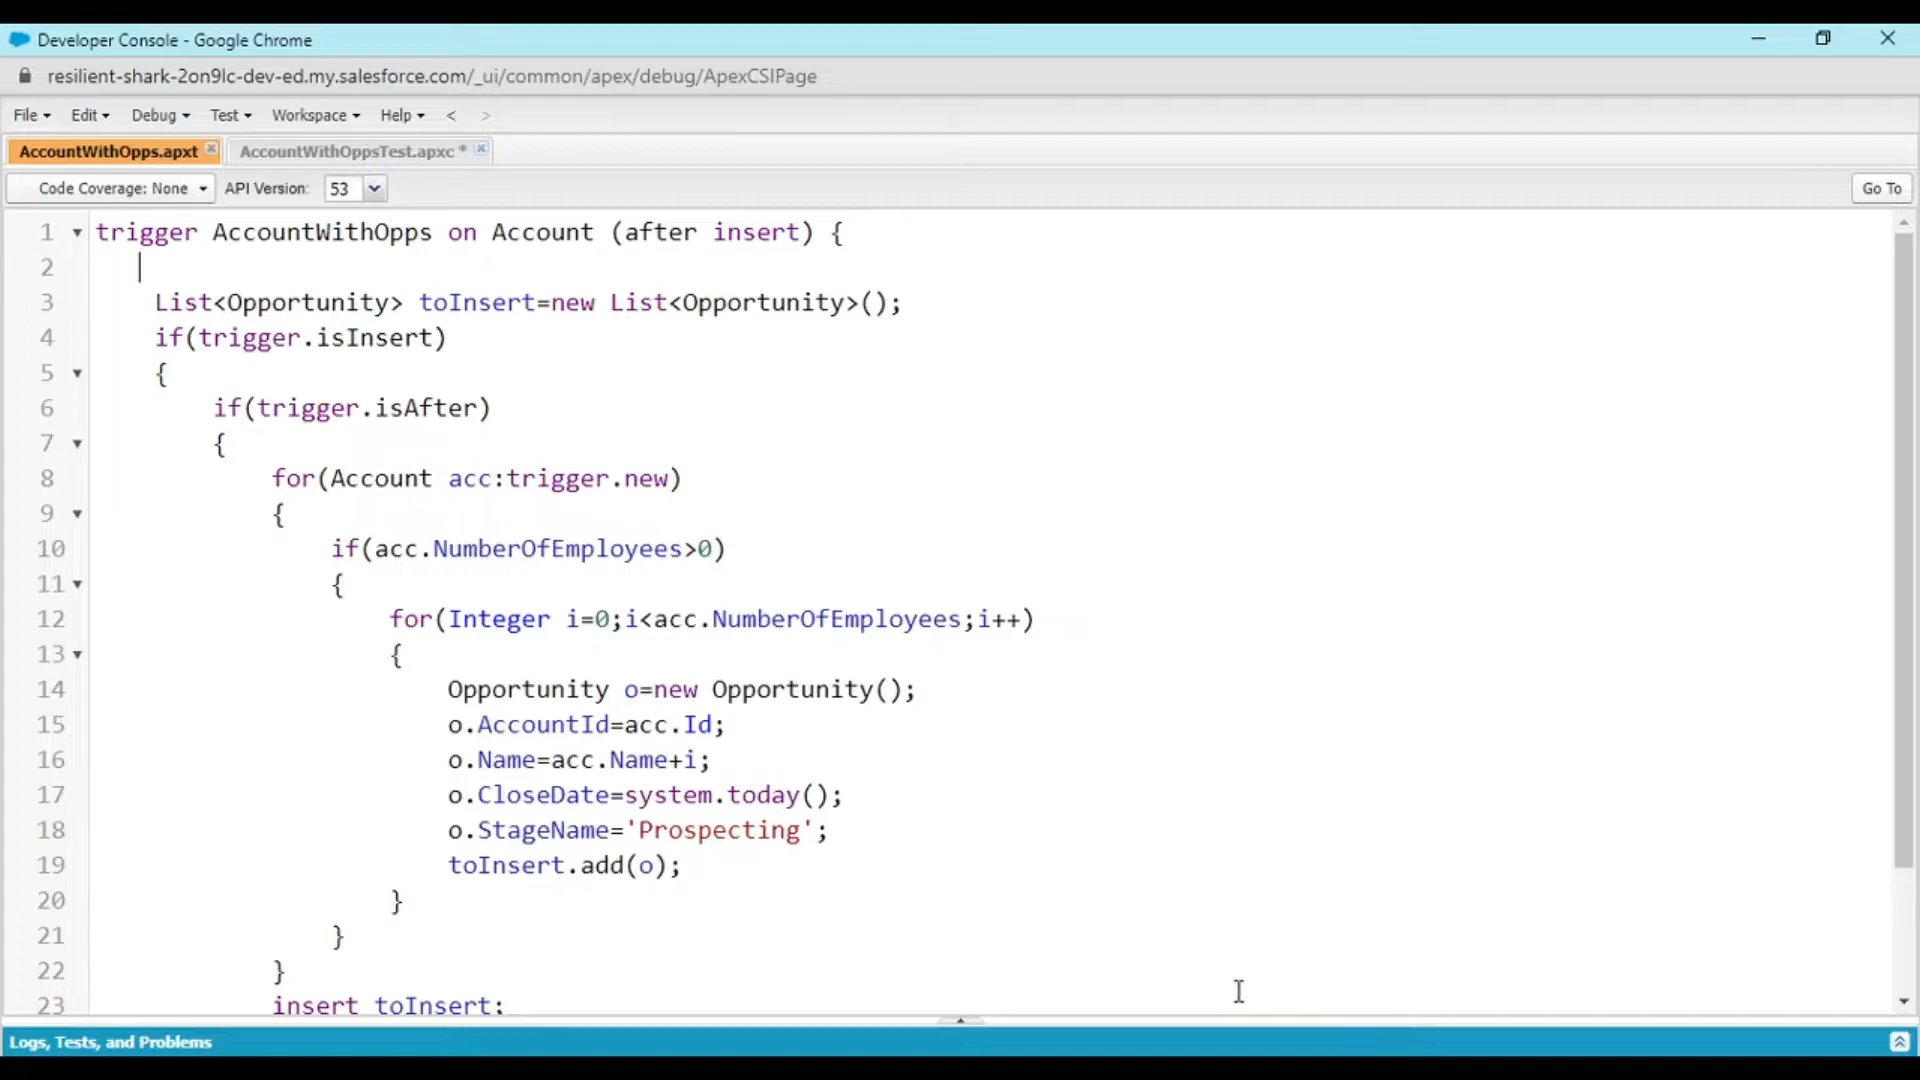 Developer Console - Google Chrome
resilient-shark-2on9lc-dev-ed.my.salesforce.com/_ui/common/apex/debug/ApexCSIPage
File Edit Debug Test Workspace Help < >
AccountWithOpps.apxt AccountWithOppsTest.apxc *
Code Coverage: None API Version: 53 Go To
1 trigger AccountWithOpps on Account (after insert) {
2
3 List<Opportunity> toInsert=new List<Opportunity>();
4 if(trigger.isInsert)
5 {
6 if(trigger.isAfter)
7 {
8 for(Account acc:trigger.new)
9 {
10 if(acc.NumberOfEmployees>0)
11 {
12 for(Integer i=0;i<acc.NumberOfEmployees;i++)
13 {
14 Opportunity o=new Opportunity();
15 o.AccountId=acc.Id;
16 o.Name=acc.Name+i;
17 o.CloseDate=system.today();
18 o.StageName='Prospecting';
19 toInsert.add(o);
20 }
21 }
22 }
23 insert toInsert;
Logs, Tests, and Problems